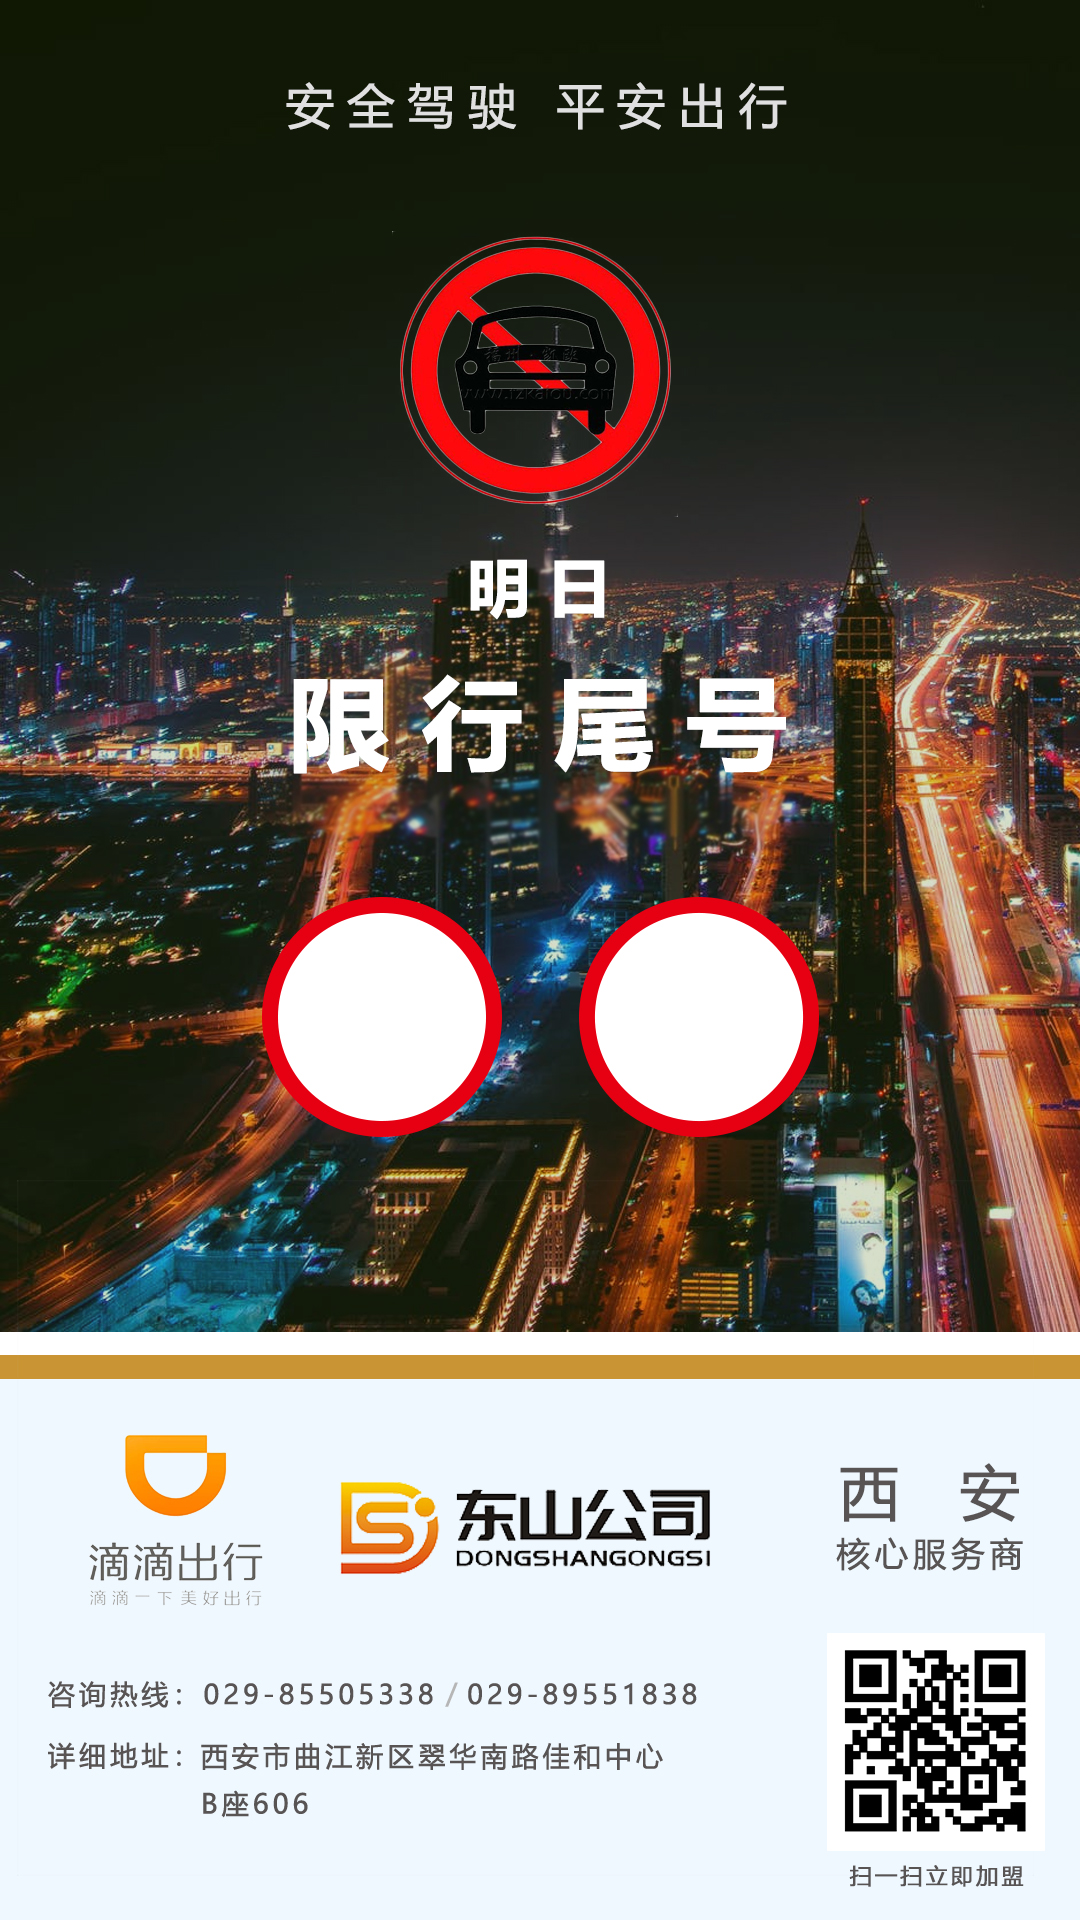 安全驾驶 平安出行
明日
限行尾号
滴滴出行
滴滴一下 美好出行
东山公司
DONGSHANGONGSI
西 安
核心服务商
咨询热线：029-85505338 / 029-89551838
详细地址：西安市曲江新区翠华南路佳和中心
B座606
扫一扫立即加盟